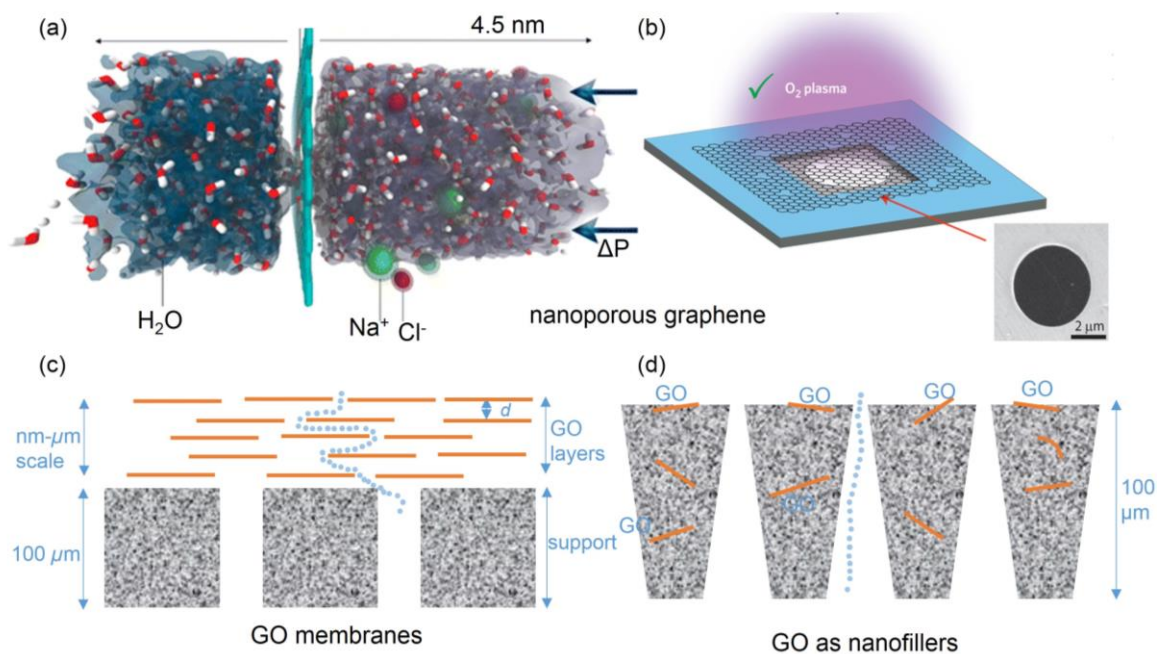 (a)
4.5 nm
ΔP
H₂O
Na⁺
Cl⁻
nanoporous graphene
(b)
✓ O₂ plasma
2 μm
(c)
nm-μm
scale
d
GO
layers
100 μm
support
GO membranes
(d)
GO
GO
GO
GO
GO
GO
100
μm
GO as nanofillers